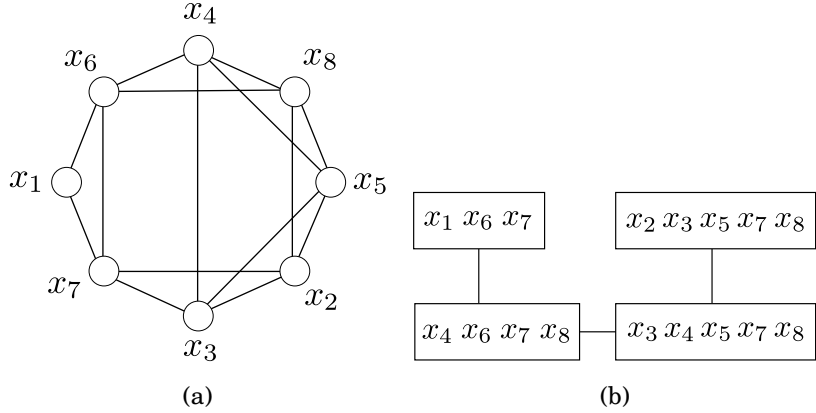 x₄
x₆
x₈
x₁
x₅
x₇
x₂
x₃
(a)
x₁ x₆ x₇
x₂ x₃ x₅ x₇ x₈
x₄ x₆ x₇ x₈
x₃ x₄ x₅ x₇ x₈
(b)